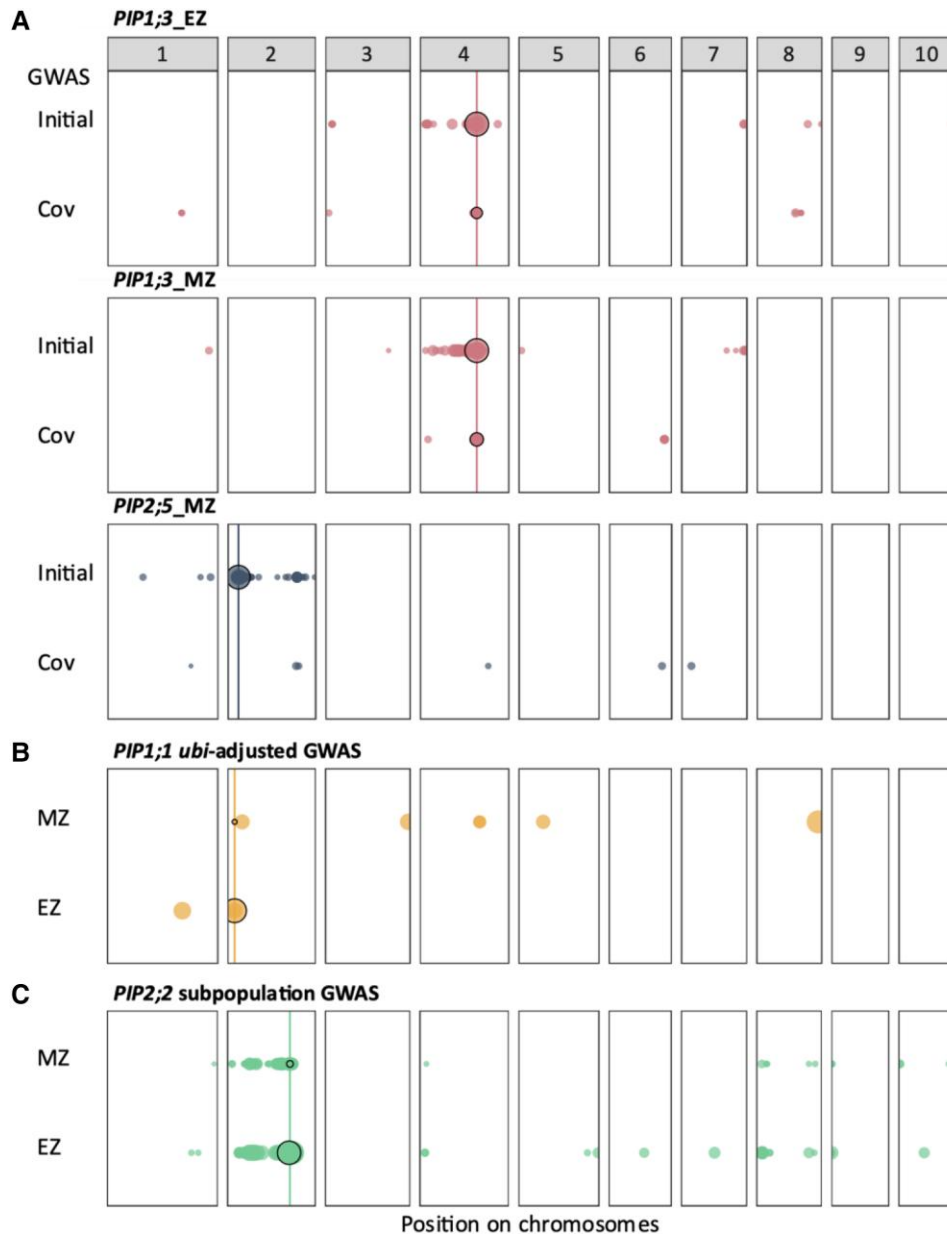 A
PIP1;3_EZ
1 2 3 4 5 6 7 8 9 10
GWAS
Initial
Cov
PIP1;3_MZ
Initial
Cov
PIP2;5_MZ
Initial
Cov
B
PIP1;1 ubi-adjusted GWAS
MZ
EZ
C
PIP2;2 subpopulation GWAS
MZ
EZ
Position on chromosomes